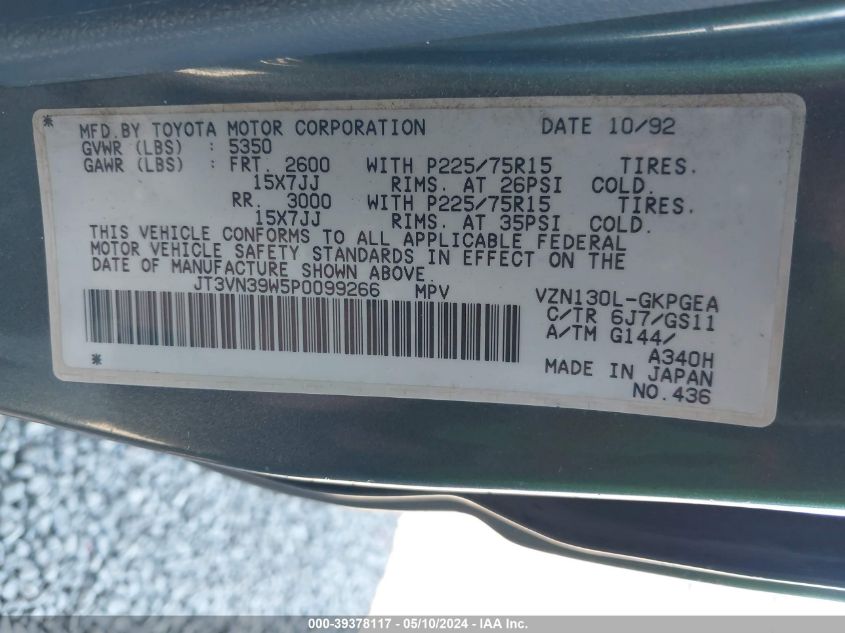 * MFD.BY TOYOTA MOTOR CORPORATION DATE 10/92
GVWR (LBS) : 5350
GAWR (LBS) : FRT. 2600 WITH P225/75R15 TIRES.
15X7JJ RIMS. AT 26PSI COLD.
RR. 3000 WITH P225/75R15 TIRES.
15X7JJ RIMS. AT 35PSI COLD.
THIS VEHICLE CONFORMS TO ALL APPLICABLE FEDERAL
MOTOR VEHICLE SAFETY STANDARDS IN EFFECT ON THE
DATE OF MANUFACTURE SHOWN ABOVE.
JT3VN39W5P0099266 MPV VZN130L-GKPGEA
C/TR 6J7/GS11
A/TM G144/
A340H
* MADE IN JAPAN
NO.436
000-39378117 - 05/10/2024 - IAA Inc.